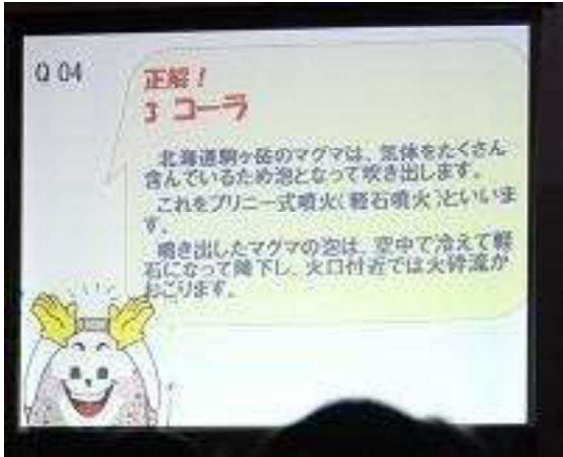 Q 04
正解!
3 コーラ
北海道駒ヶ岳のマグマは、気体をたくさん
含んでいるため泡となって吹き出します。
これをプリニー式噴火(軽石噴火)といいま
す。
噴き出したマグマの泡は、空中で冷えて軽
石になって降下し、火口付近では火砕流が
おこります。